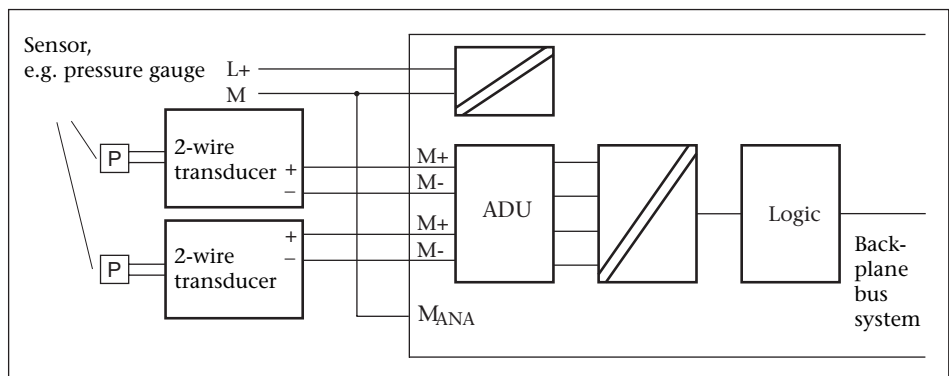 Sensor,
e.g. pressure gauge
L+
M
P
2-wire
transducer
+
–
M+
M-
P
2-wire
transducer
+
–
M+
M-
MANA
ADU
Logic
Back-
plane
bus
system